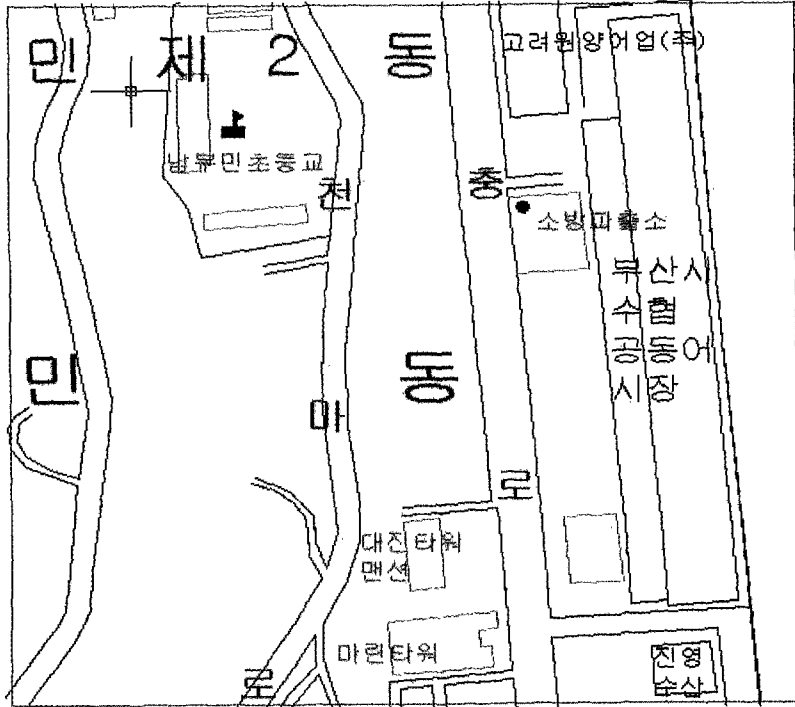 민 제 2 동
고려원양어업(주)
남부민초등교
천
충
소방파출소
부산시
수협
공동어
시장
민 동
마
로
대진타워
맨션
마린타워
로
진영
수산